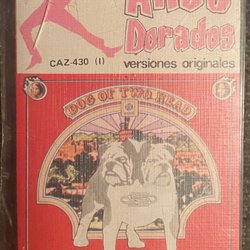 Años
Dorados
CAZ-430 (I)
versiones originales
DOG OF TWO HEAD